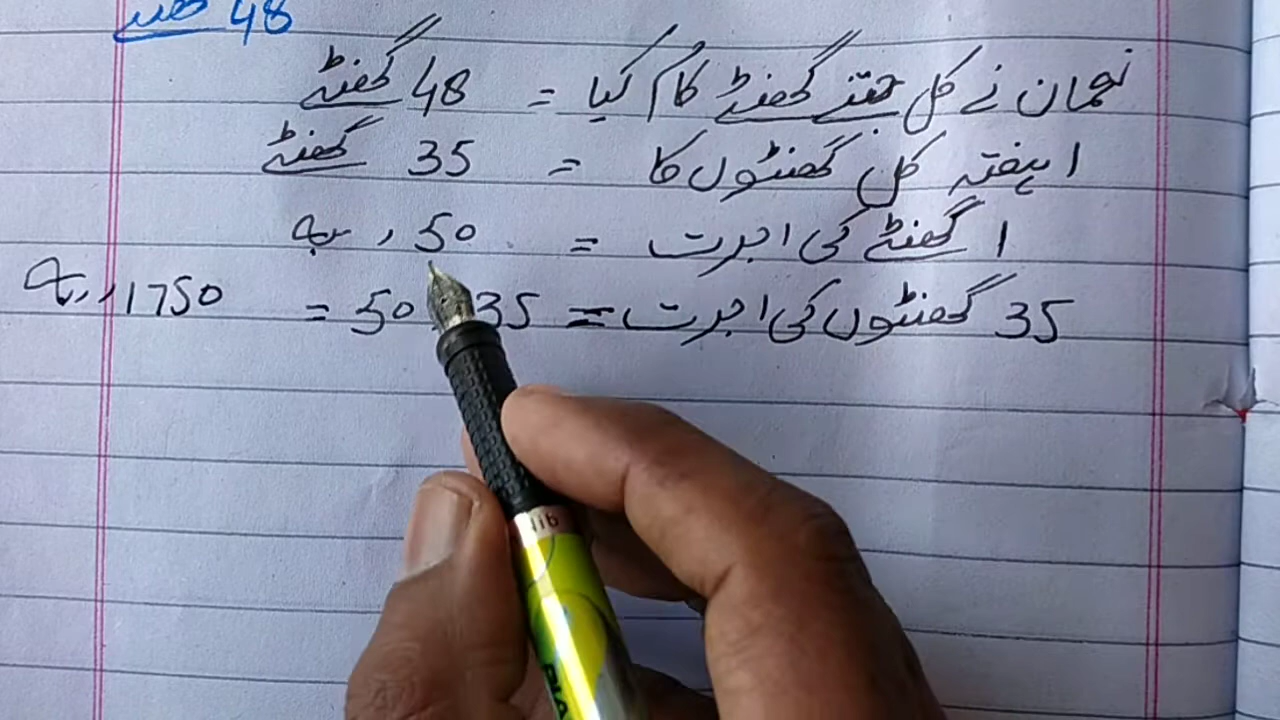 48 گھنٹے
نعمان نے کل جتنے گھنٹے کام کیا = 48 گھنٹے
1 ہفتہ کل گھنٹوں کا = 35 گھنٹے
1 گھنٹے کی اجرت = 50 روپے
35 گھنٹوں کی اجرت = 35 50 = 1750 روپے